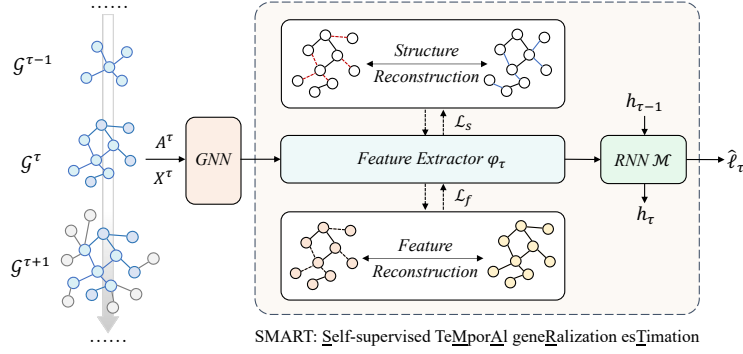 ......
𝒢^{τ−1}
𝒢^τ
𝒢^{τ+1}
......
A^τ
X^τ
GNN
Structure
Reconstruction
ℒ_s
Feature Extractor φ_τ
ℒ_f
Feature
Reconstruction
h_{τ−1}
RNN ℳ
h_τ
ℓ̂_τ
SMART: Self-supervised TeMporAl geneRalization esTimation